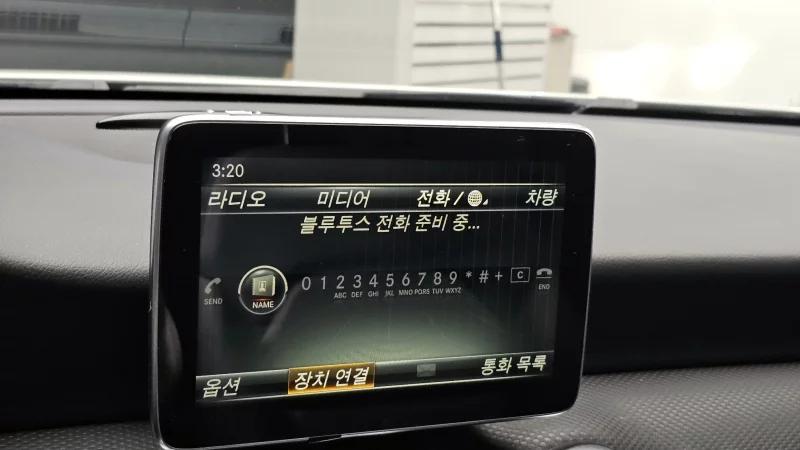 3:20
라디오 미디어 전화 / 차량
블루투스 전화 준비 중...
SEND NAME 0 1 2 3 4 5 6 7 8 9 * # + C END
ABC DEF GHI JKL MNO PQRS TUV WXYZ
옵션 장치 연결 통화 목록